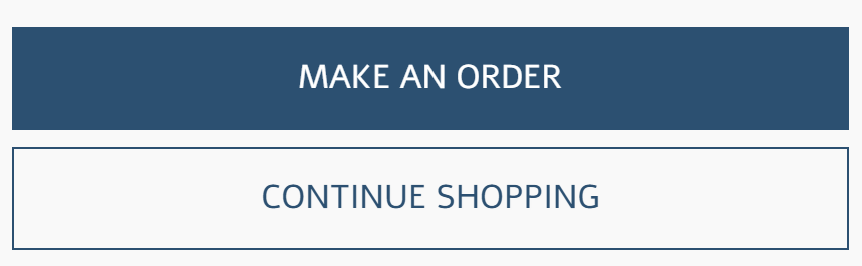 MAKE AN ORDER
CONTINUE SHOPPING